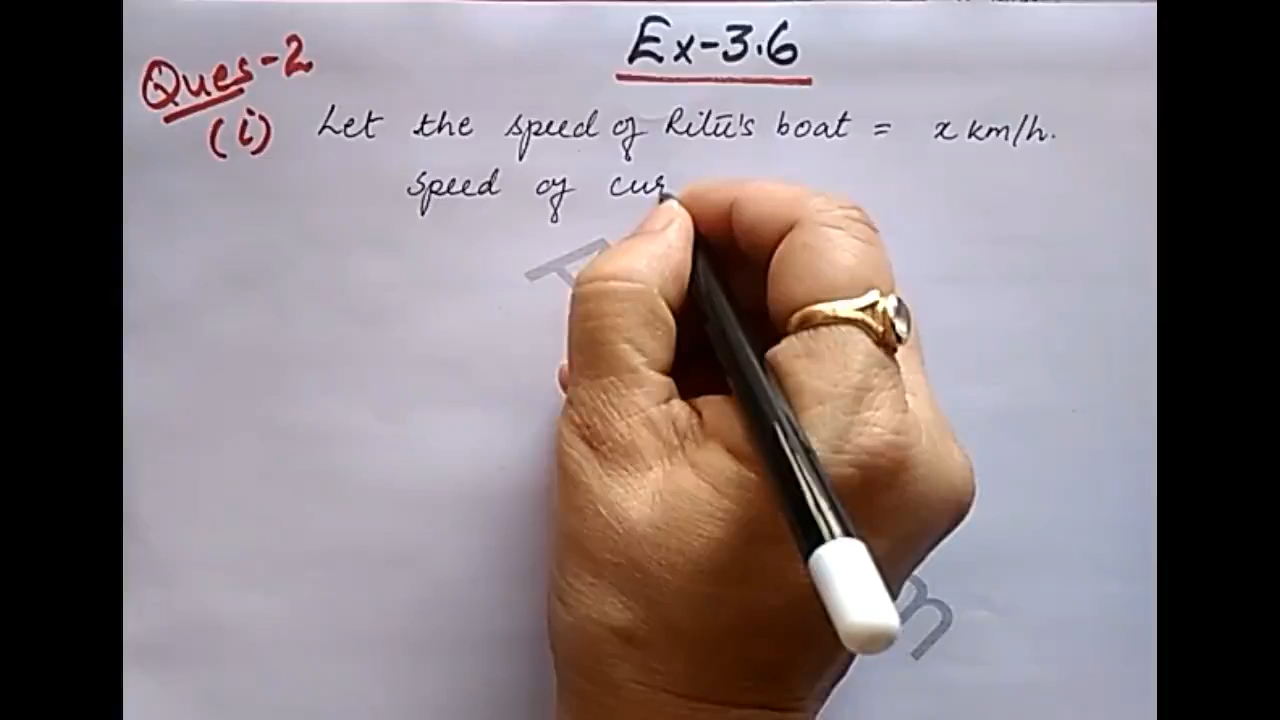 Ex-3.6
Ques-2
(i) Let the speed of Ritu's boat = x km/h.
speed of cur